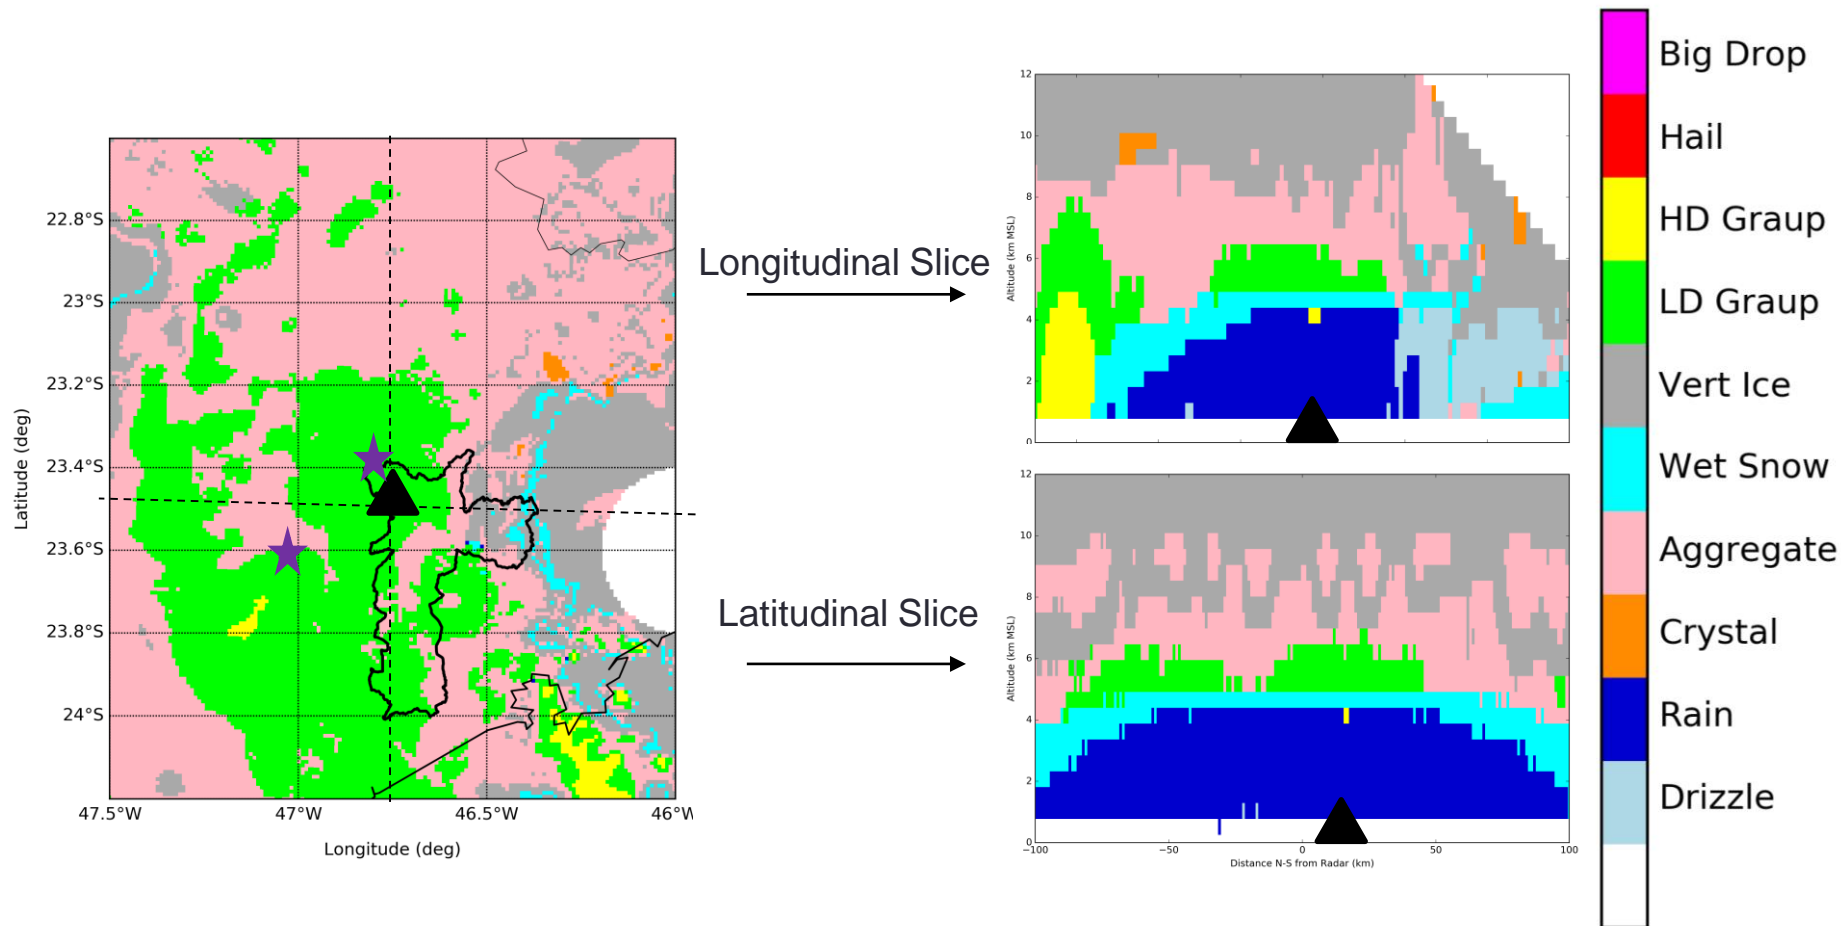 22.8°S
23°S
23.2°S
23.4°S
23.6°S
23.8°S
24°S
Latitude (deg)
47.5°W
47°W
46.5°W
46°W
Longitude (deg)
Longitudinal Slice
Latitudinal Slice
12
10
8
6
4
2
0
Altitude (km MSL)
12
10
8
6
4
2
0
Altitude (km MSL)
−100
−50
0
50
100
Distance N-S from Radar (km)
Big Drop
Hail
HD Graup
LD Graup
Vert Ice
Wet Snow
Aggregate
Crystal
Rain
Drizzle